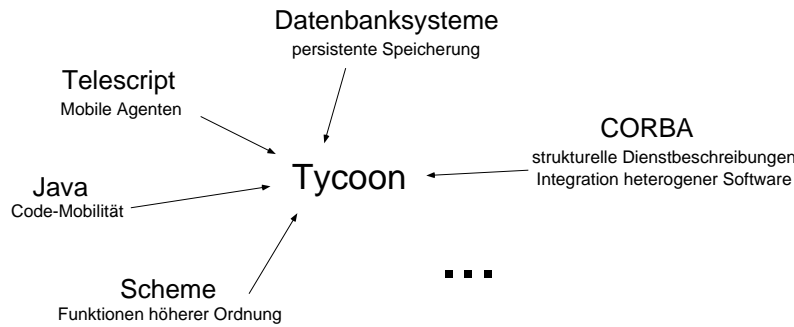 Datenbanksysteme
persistente Speicherung
Telescript
Mobile Agenten
CORBA
strukturelle Dienstbeschreibungen
Integration heterogener Software
Tycoon
Java
Code-Mobilität
...
Scheme
Funktionen höherer Ordnung